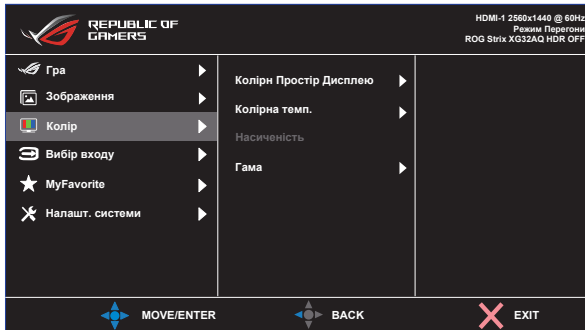 REPUBLIC OF
GAMERS
HDMI-1 2560x1440 @ 60Hz
Режим Перегони
ROG Strix XG32AQ HDR OFF
Гра
Зображення
Колір
Вибір входу
MyFavorite
Налашт. системи
Колірн Простір Дисплею
Колірна темп.
Насиченість
Гама
MOVE/ENTER
BACK
EXIT